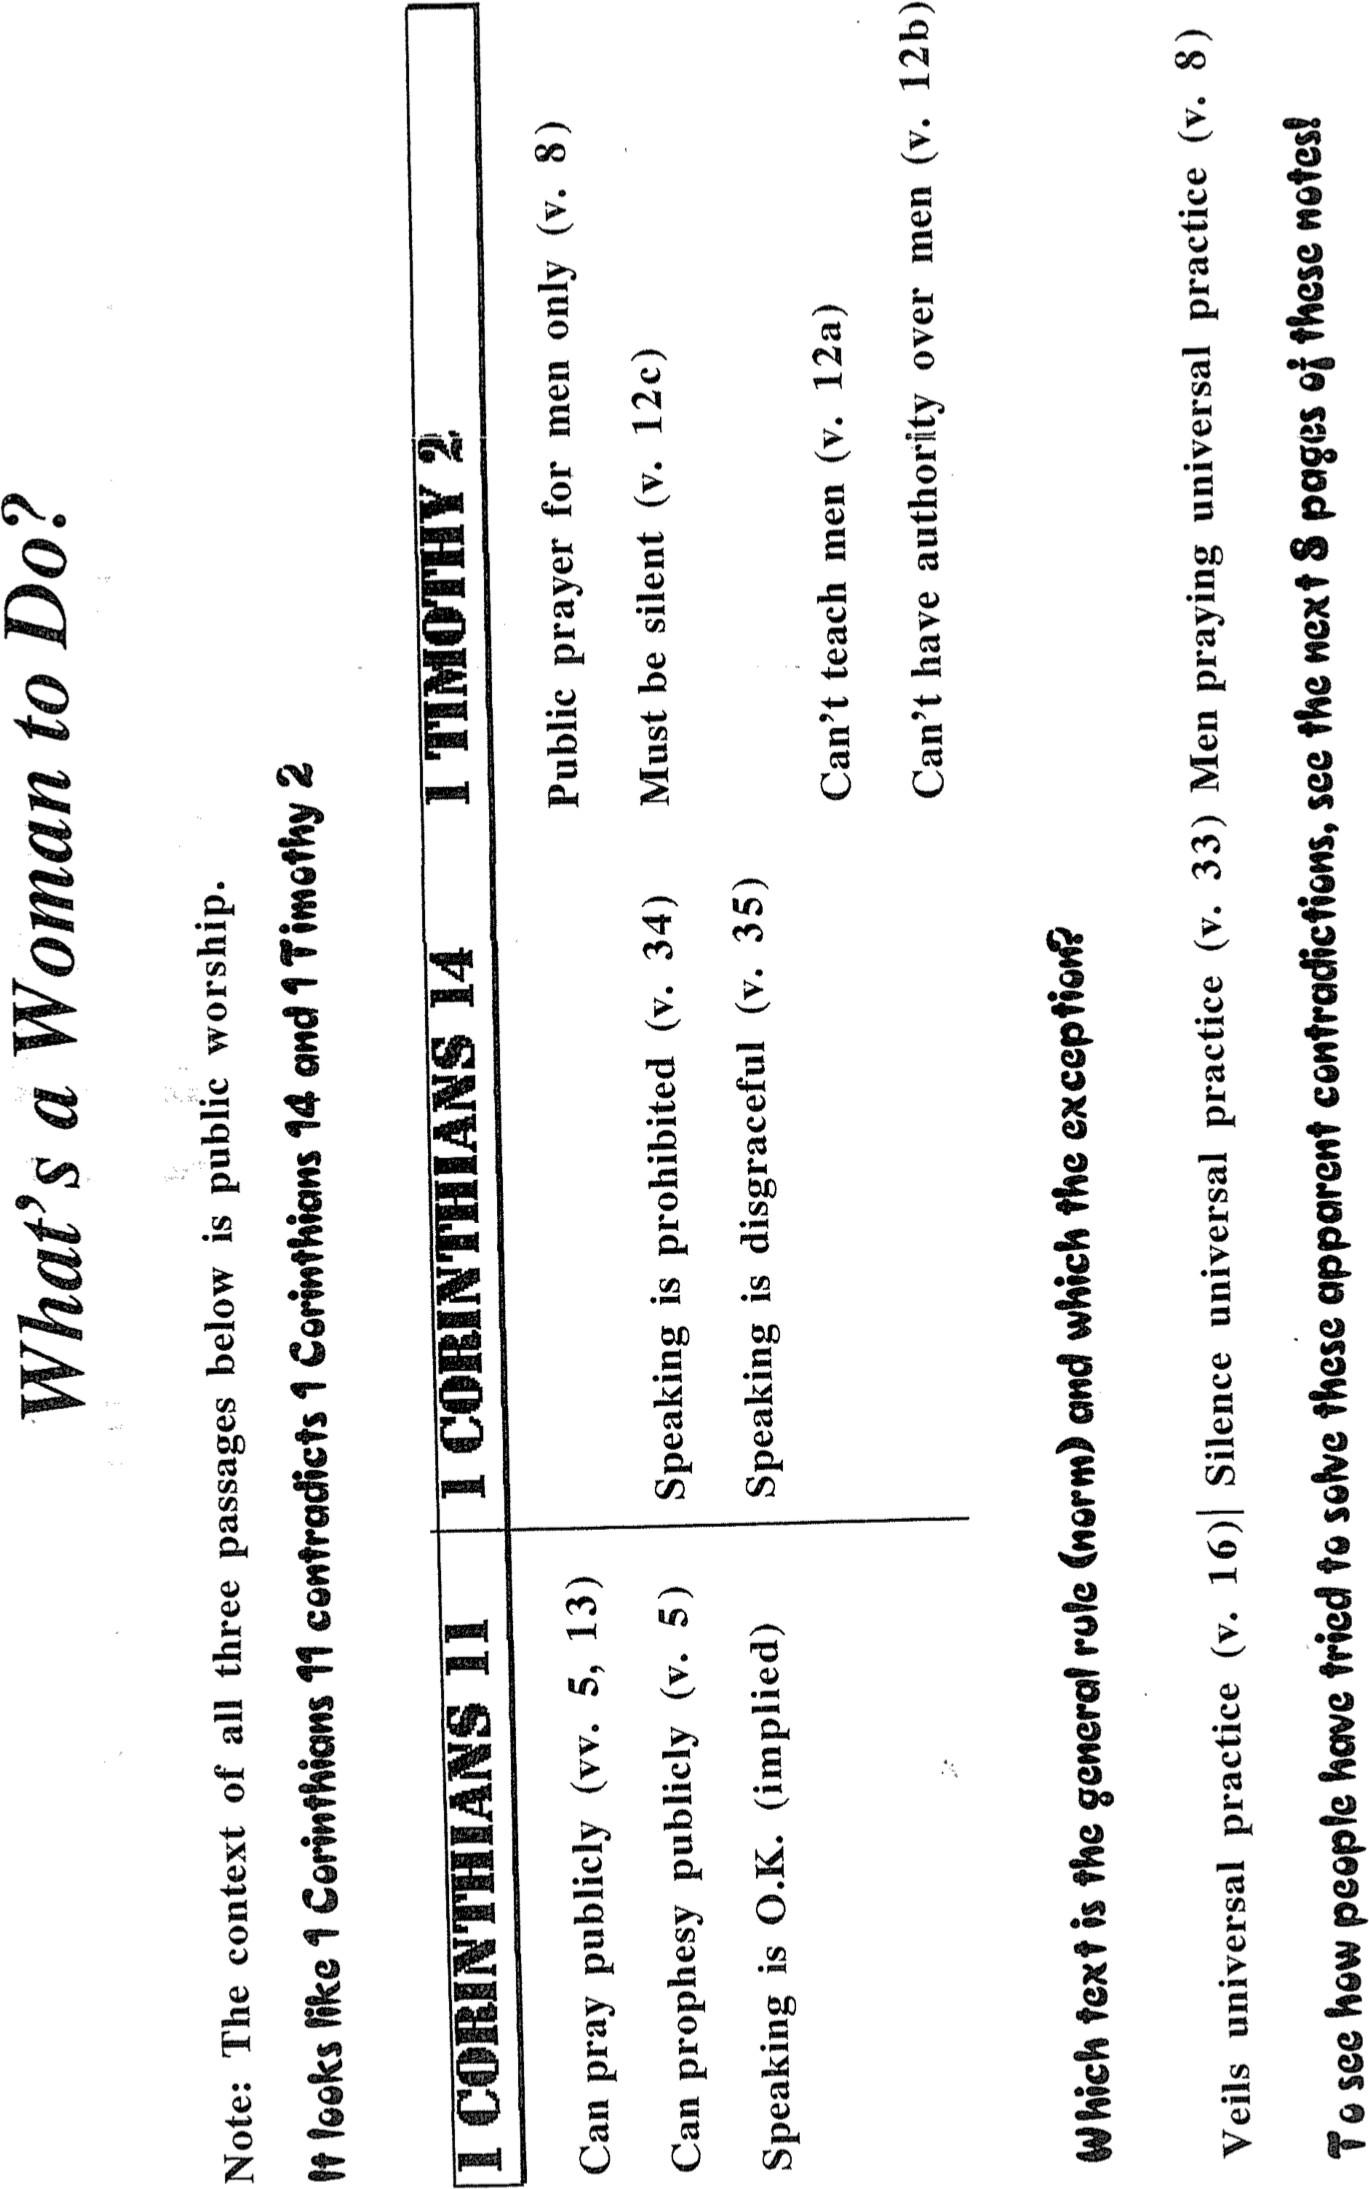 What's a Woman to Do?
Note: The context of all three passages below is public worship.
It looks like 1 Corinthians 11 contradicts 1 Corinthians 14 and 1 Timothy 2
1 CORINTHIANS 11 1 CORINTHIANS 14 1 TIMOTHY 2
Can pray publicly (vv. 5, 13) Public prayer for men only (v. 8)
Can prophesy publicly (v. 5) Speaking is prohibited (v. 34) Must be silent (v. 12c)
Speaking is O.K. (implied) Speaking is disgraceful (v. 35)
Can't teach men (v. 12a)
Can't have authority over men (v. 12b)
Which text is the general rule (norm) and which the exception?
Veils universal practice (v. 16)| Silence universal practice (v. 33) Men praying universal practice (v. 8)
To see how people have tried to solve these apparent contradictions, see the next 8 pages of these notes!